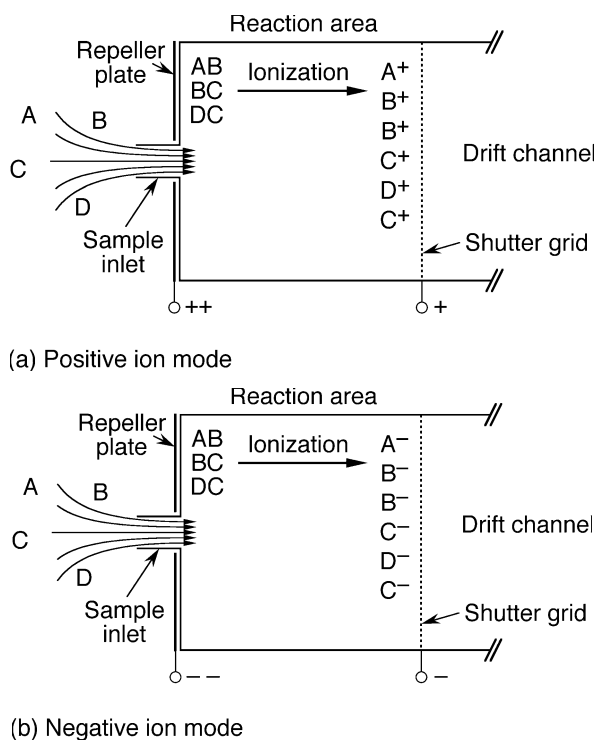 Reaction area
Repeller
plate
AB
BC
DC
Ionization
A+
B+
B+
C+
D+
C+
A
B
C
D
Drift channel
Sample
inlet
Shutter grid
++
+
(a) Positive ion mode
Reaction area
Repeller
plate
AB
BC
DC
Ionization
A−
B−
B−
C−
D−
C−
A
B
C
D
Drift channel
Sample
inlet
Shutter grid
− −
−
(b) Negative ion mode